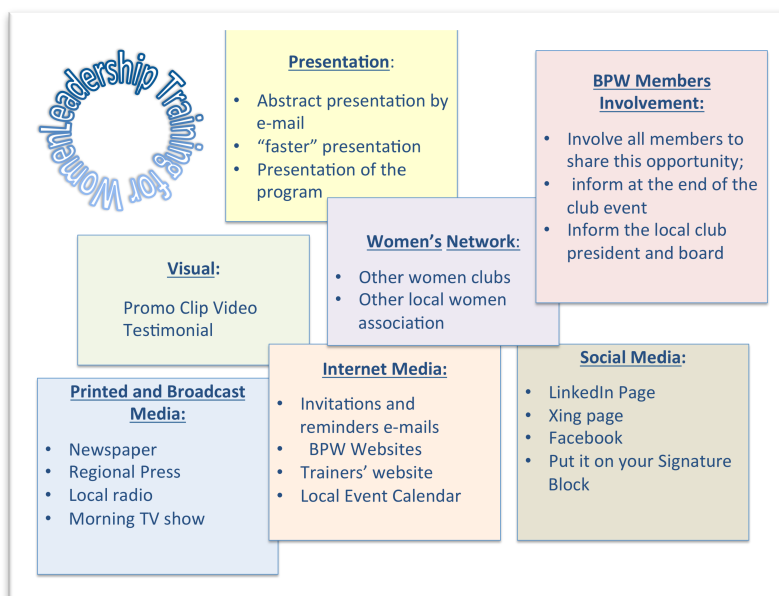 Leadership Training for Women
Presentation:
• Abstract presentation by
e-mail
• “faster” presentation
• Presentation of the
program
BPW Members
Involvement:
• Involve all members to
share this opportunity;
• inform at the end of the
club event
• Inform the local club
president and board
Women’s Network:
• Other women clubs
• Other local women
association
Visual:
Promo Clip Video
Testimonial
Printed and Broadcast
Media:
• Newspaper
• Regional Press
• Local radio
• Morning TV show
Internet Media:
• Invitations and
reminders e-mails
• BPW Websites
• Trainers’ website
• Local Event Calendar
Social Media:
• LinkedIn Page
• Xing page
• Facebook
• Put it on your Signature
Block